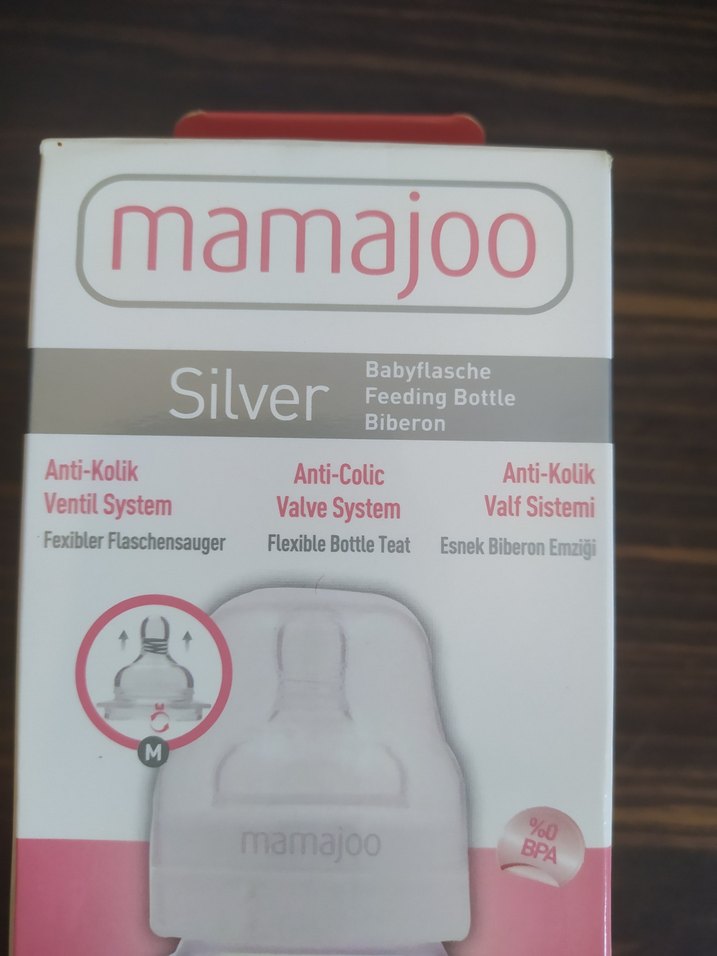 mamajoo
Silver
Babyflasche
Feeding Bottle
Biberon
Anti-Kolik
Ventil System
Fexibler Flaschensauger
Anti-Colic
Valve System
Flexible Bottle Teat
Anti-Kolik
Valf Sistemi
Esnek Biberon Emziği
M
mamajoo
%0
BPA